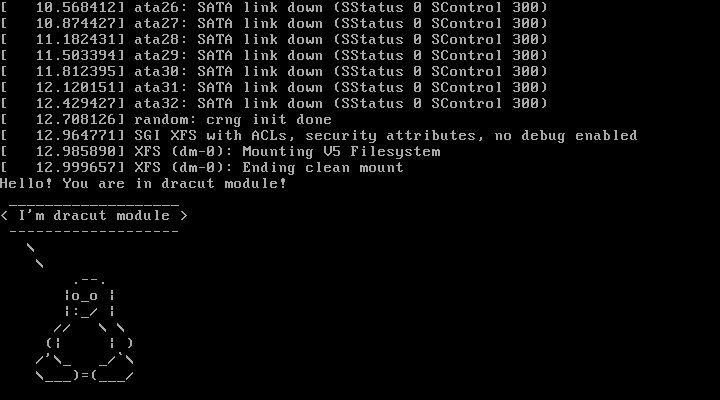 [   10.568412] ata26: SATA link down (SStatus 0 SControl 300)
[   10.874427] ata27: SATA link down (SStatus 0 SControl 300)
[   11.182431] ata28: SATA link down (SStatus 0 SControl 300)
[   11.503394] ata29: SATA link down (SStatus 0 SControl 300)
[   11.812395] ata30: SATA link down (SStatus 0 SControl 300)
[   12.120151] ata31: SATA link down (SStatus 0 SControl 300)
[   12.429427] ata32: SATA link down (SStatus 0 SControl 300)
[   12.708126] random: crng init done
[   12.964771] SGI XFS with ACLs, security attributes, no debug enabled
[   12.985890] XFS (dm-0): Mounting V5 Filesystem
[   12.999657] XFS (dm-0): Ending clean mount
Hello! You are in dracut module!
 ___________________
< I'm dracut module >
 -------------------
   \
    \
        .--.
       |o_o |
       |:_/ |
      //   \ \
     (|     | )
    /'\_   _/`\
    \___)=(___/